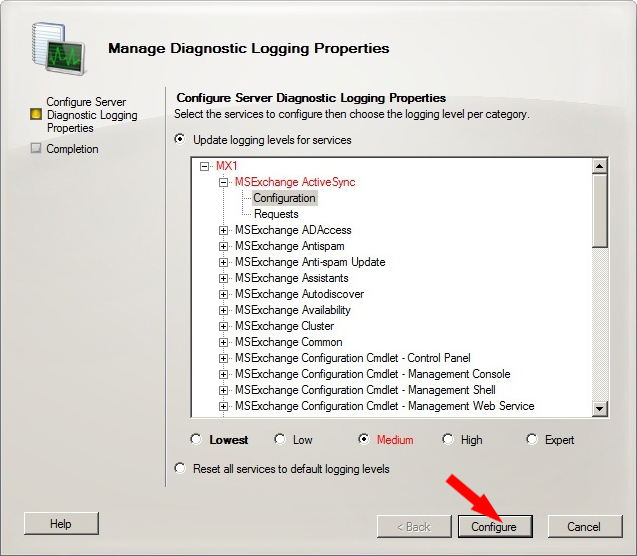 Manage Diagnostic Logging Properties
Configure Server
Diagnostic Logging
Properties
Completion
Configure Server Diagnostic Logging Properties
Select the services to configure then choose the logging level per category.
Update logging levels for services
MX1
MSExchange ActiveSync
Configuration
Requests
MSExchange ADAccess
MSExchange Antispam
MSExchange Anti-spam Update
MSExchange Assistants
MSExchange Autodiscover
MSExchange Availability
MSExchange Cluster
MSExchange Common
MSExchange Configuration Cmdlet - Control Panel
MSExchange Configuration Cmdlet - Management Console
MSExchange Configuration Cmdlet - Management Shell
MSExchange Configuration Cmdlet - Management Web Service
Lowest Low Medium High Expert
Reset all services to default logging levels
Help < Back Configure Cancel